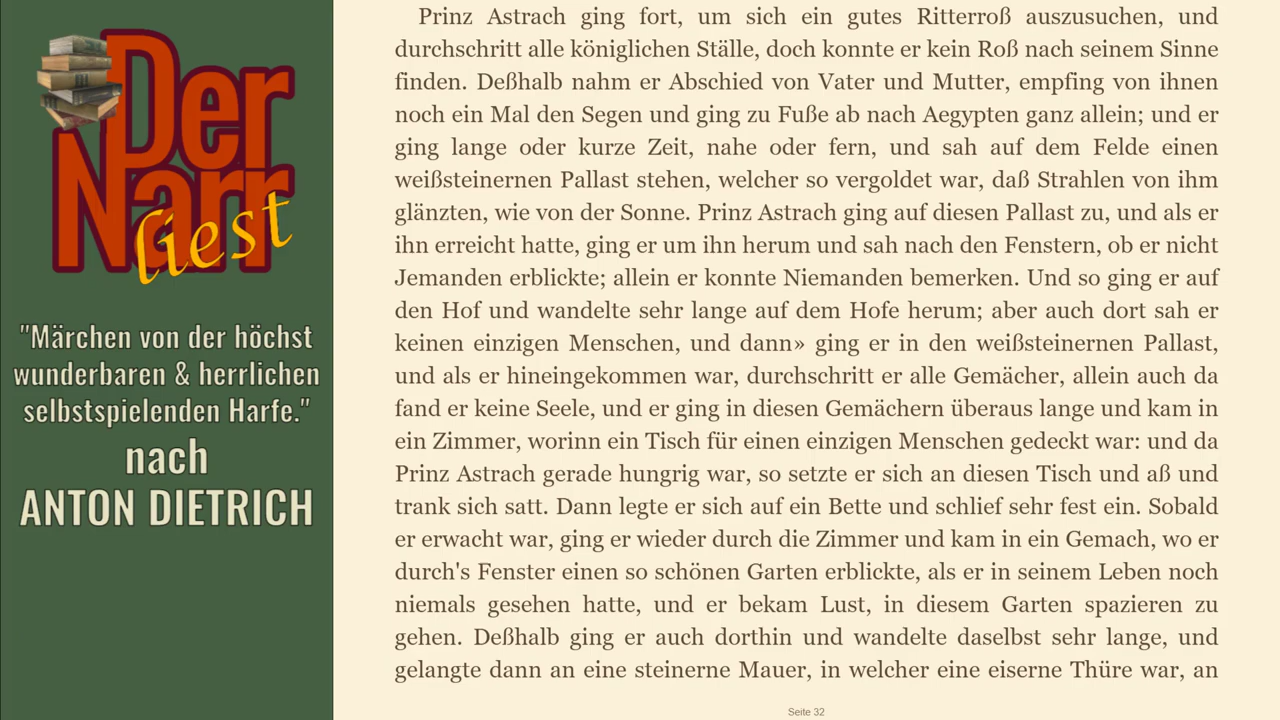 Der
Narr
liest
"Märchen von der höchst
wunderbaren & herrlichen
selbstspielenden Harfe."
nach
ANTON DIETRICH
Prinz Astrach ging fort, um sich ein gutes Ritterroß auszusuchen, und
durchschritt alle königlichen Ställe, doch konnte er kein Roß nach seinem Sinne
finden. Deßhalb nahm er Abschied von Vater und Mutter, empfing von ihnen
noch ein Mal den Segen und ging zu Fuße ab nach Aegypten ganz allein; und er
ging lange oder kurze Zeit, nahe oder fern, und sah auf dem Felde einen
weißsteinernen Pallast stehen, welcher so vergoldet war, daß Strahlen von ihm
glänzten, wie von der Sonne. Prinz Astrach ging auf diesen Pallast zu, und als er
ihn erreicht hatte, ging er um ihn herum und sah nach den Fenstern, ob er nicht
Jemanden erblickte; allein er konnte Niemanden bemerken. Und so ging er auf
den Hof und wandelte sehr lange auf dem Hofe herum; aber auch dort sah er
keinen einzigen Menschen, und dann» ging er in den weißsteinernen Pallast,
und als er hineingekommen war, durchschritt er alle Gemächer, allein auch da
fand er keine Seele, und er ging in diesen Gemächern überaus lange und kam in
ein Zimmer, worinn ein Tisch für einen einzigen Menschen gedeckt war: und da
Prinz Astrach gerade hungrig war, so setzte er sich an diesen Tisch und aß und
trank sich satt. Dann legte er sich auf ein Bette und schlief sehr fest ein. Sobald
er erwacht war, ging er wieder durch die Zimmer und kam in ein Gemach, wo er
durch's Fenster einen so schönen Garten erblickte, als er in seinem Leben noch
niemals gesehen hatte, und er bekam Lust, in diesem Garten spazieren zu
gehen. Deßhalb ging er auch dorthin und wandelte daselbst sehr lange, und
gelangte dann an eine steinerne Mauer, in welcher eine eiserne Thüre war, an
Seite 32